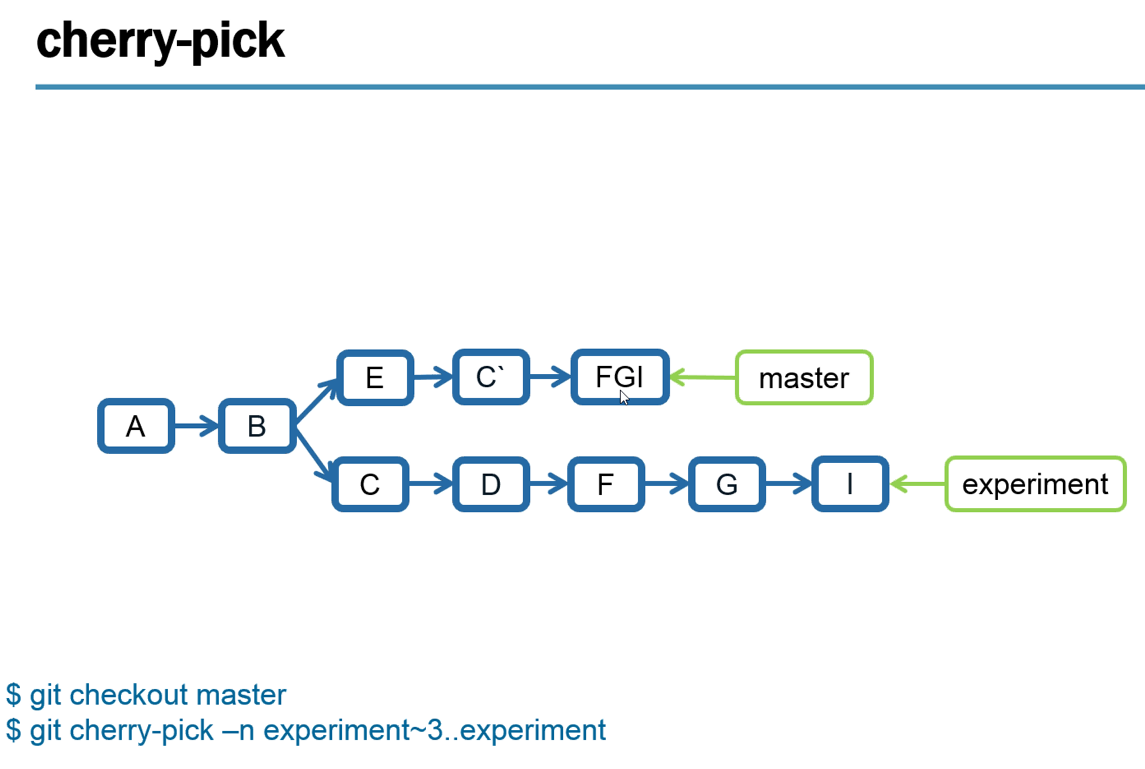 cherry-pick
E C` FGI master
A B
C D F G I experiment
$ git checkout master
$ git cherry-pick –n experiment~3..experiment